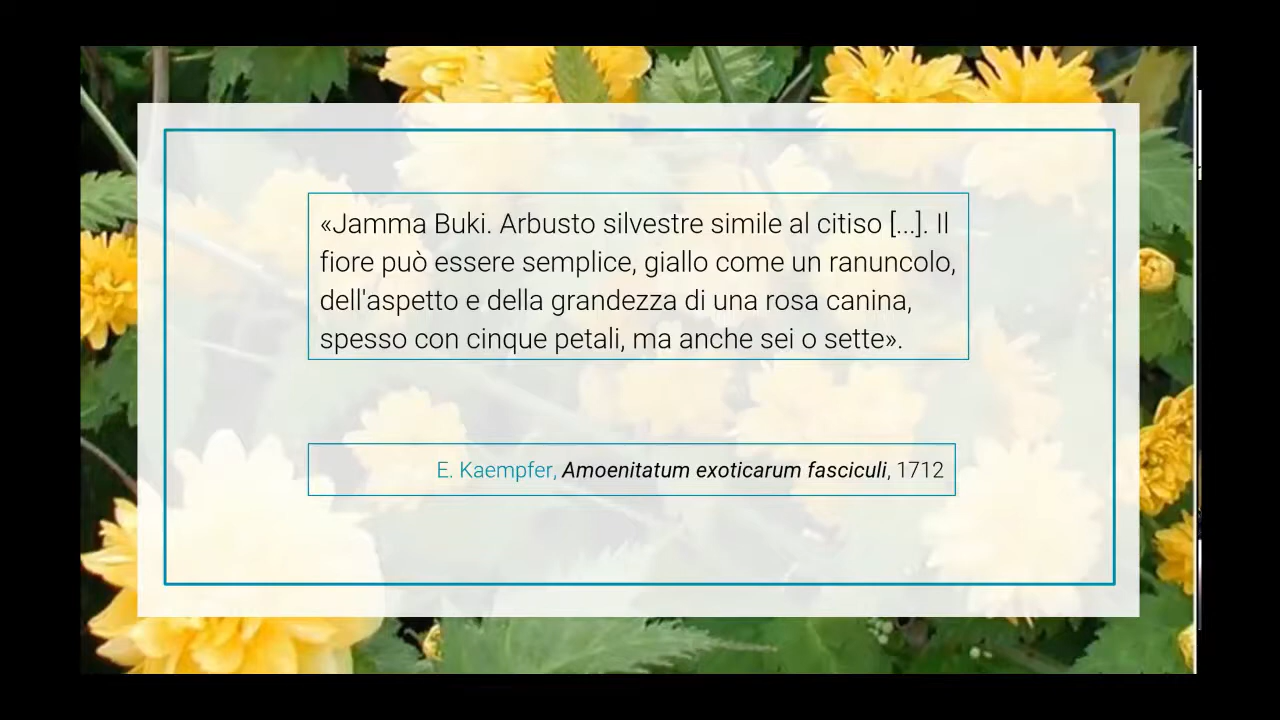 «Jamma Buki. Arbusto silvestre simile al citiso [...]. Il
fiore può essere semplice, giallo come un ranuncolo,
dell'aspetto e della grandezza di una rosa canina,
spesso con cinque petali, ma anche sei o sette».
E. Kaempfer, Amoenitatum exoticarum fasciculi, 1712